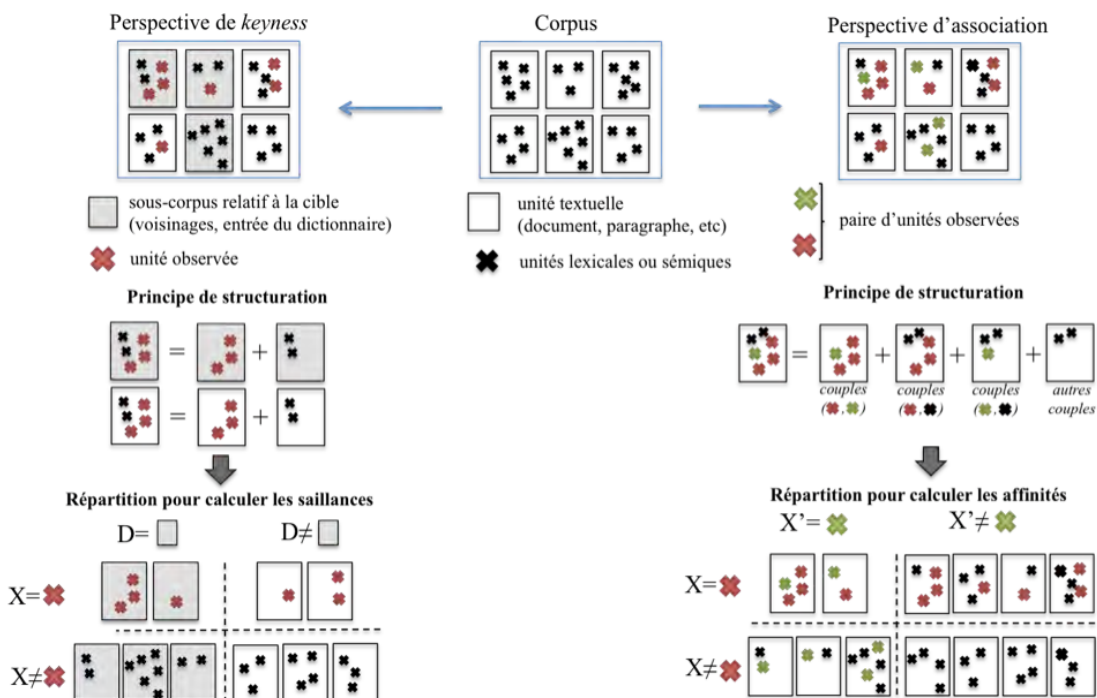 Perspective de keyness
Corpus
Perspective d'association
sous-corpus relatif à la cible
(voisinages, entrée du dictionnaire)
unité observée
unité textuelle
(document, paragraphe, etc)
unités lexicales ou sémiques
paire d'unités observées
Principe de structuration
=
+
=
+
Répartition pour calculer les saillances
D=
D≠
X=
X≠
Principe de structuration
=
+
+
+
couples
( , )
couples
( , )
couples
( , )
autres
couples
Répartition pour calculer les affinités
X'=
X'≠
X=
X≠